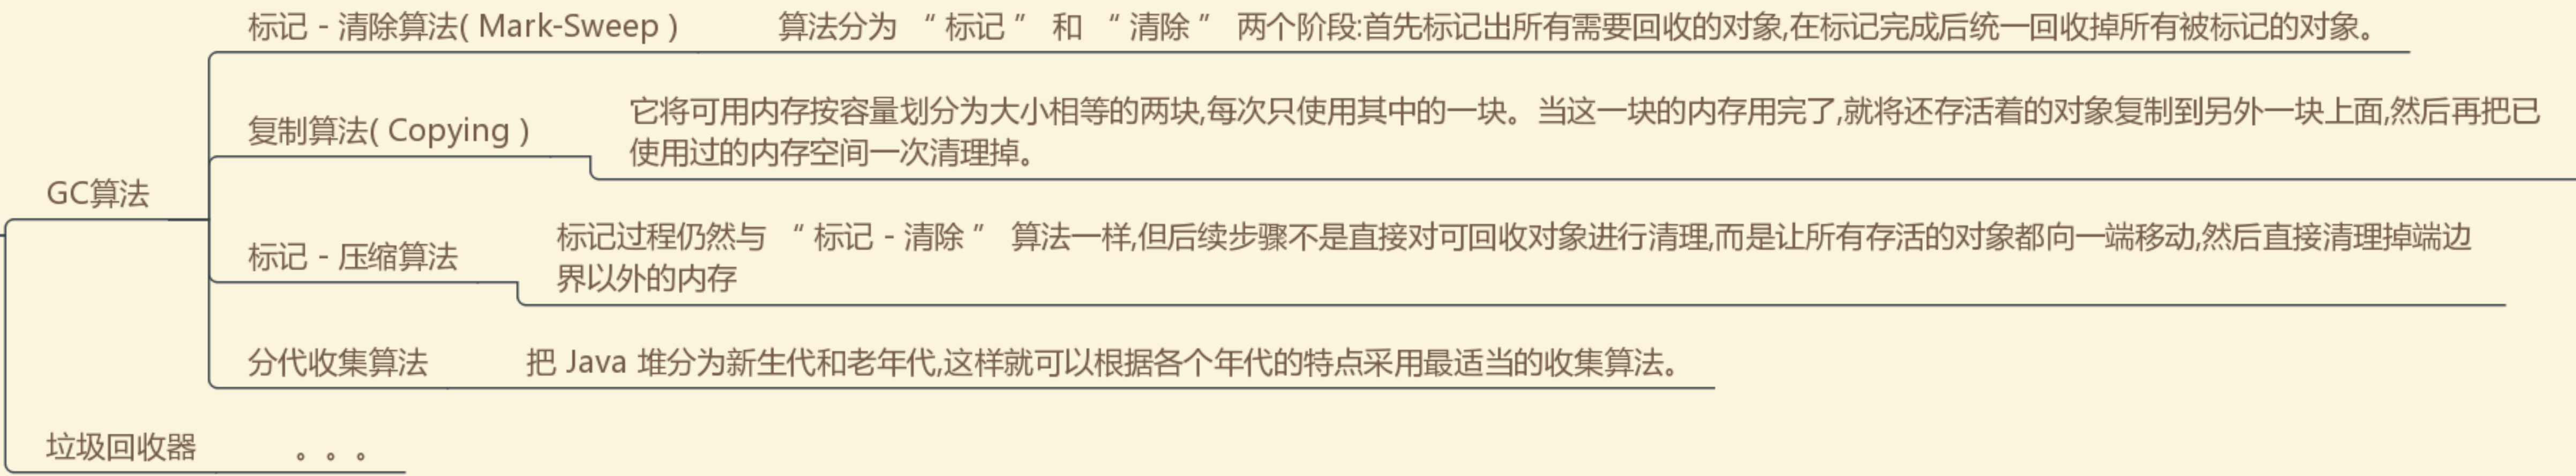 标记 - 清除算法( Mark-Sweep )
算法分为 “ 标记 ” 和 “ 清除 ” 两个阶段:首先标记出所有需要回收的对象,在标记完成后统一回收掉所有被标记的对象。
复制算法( Copying )
它将可用内存按容量划分为大小相等的两块,每次只使用其中的一块。当这一块的内存用完了,就将还存活着的对象复制到另外一块上面,然后再把已
使用过的内存空间一次清理掉。
GC算法
标记 - 压缩算法
标记过程仍然与 “ 标记 - 清除 ” 算法一样,但后续步骤不是直接对可回收对象进行清理,而是让所有存活的对象都向一端移动,然后直接清理掉端边
界以外的内存
分代收集算法
把 Java 堆分为新生代和老年代,这样就可以根据各个年代的特点采用最适当的收集算法。
垃圾回收器
。。。